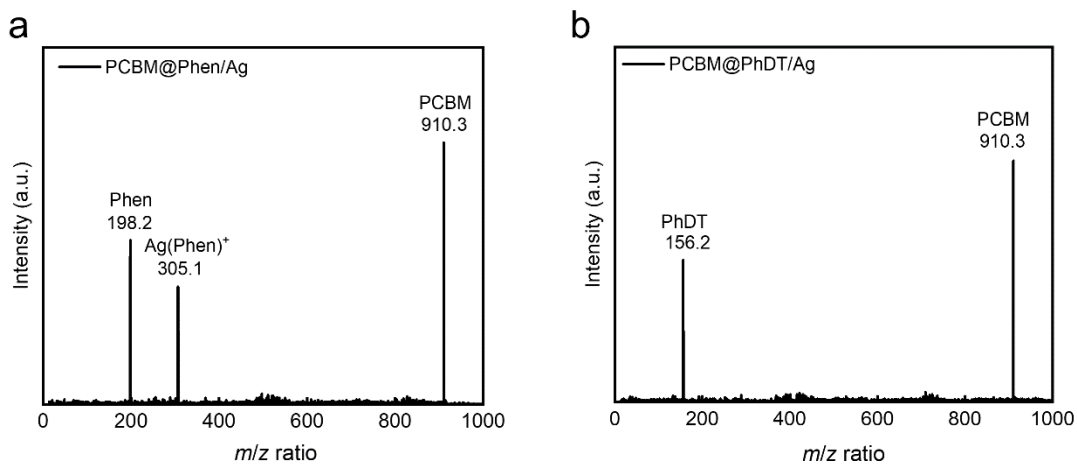 a
PCBM@Phen/Ag
PCBM
910.3
Phen
198.2
Ag(Phen)⁺
305.1
Intensity (a.u.)
0 200 400 600 800 1000
m/z ratio
b
PCBM@PhDT/Ag
PCBM
910.3
PhDT
156.2
Intensity (a.u.)
0 200 400 600 800 1000
m/z ratio